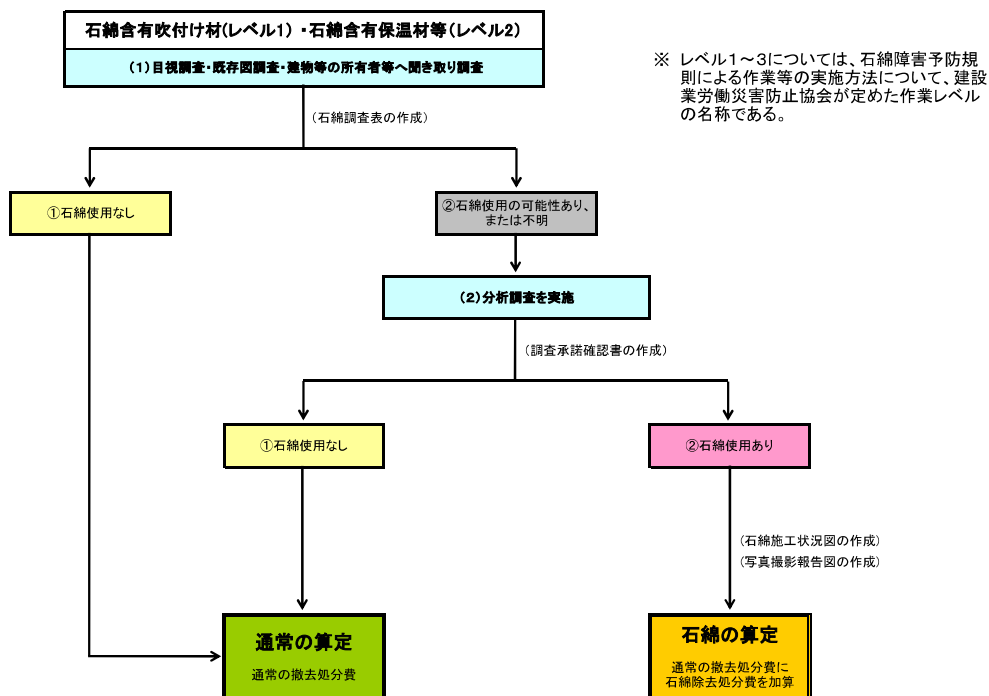 石綿含有吹付け材(レベル1)・石綿含有保温材等(レベル2)
(1)目視調査・既存図調査・建物等の所有者等へ聞き取り調査
※ レベル1～3については、石綿障害予防規
則による作業等の実施方法について、建設
業労働災害防止協会が定めた作業レベル
の名称である。
(石綿調査表の作成)
①石綿使用なし
②石綿使用の可能性あり、
または不明
(2)分析調査を実施
(調査承諾確認書の作成)
①石綿使用なし
②石綿使用あり
(石綿施工状況図の作成)
(写真撮影報告図の作成)
通常の算定
通常の撤去処分費
石綿の算定
通常の撤去処分費に
石綿除去処分費を加算